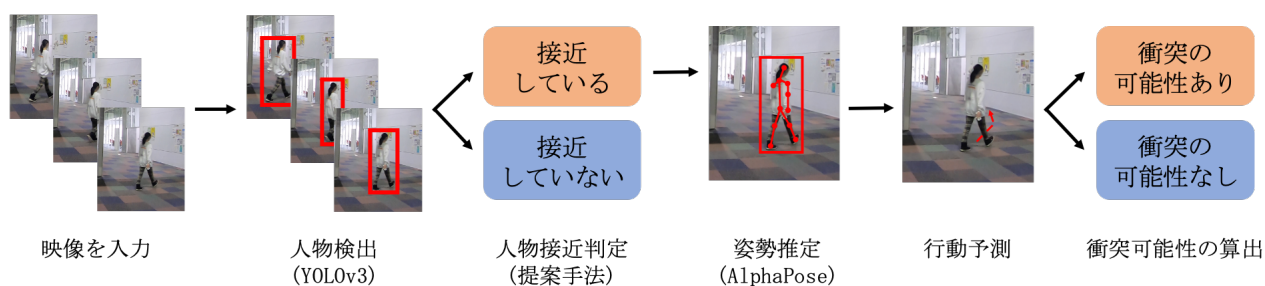 接近
している
接近
していない
衝突の
可能性あり
衝突の
可能性なし
映像を入力
人物検出
(YOLOv3)
人物接近判定
(提案手法)
姿勢推定
(AlphaPose)
行動予測
衝突可能性の算出